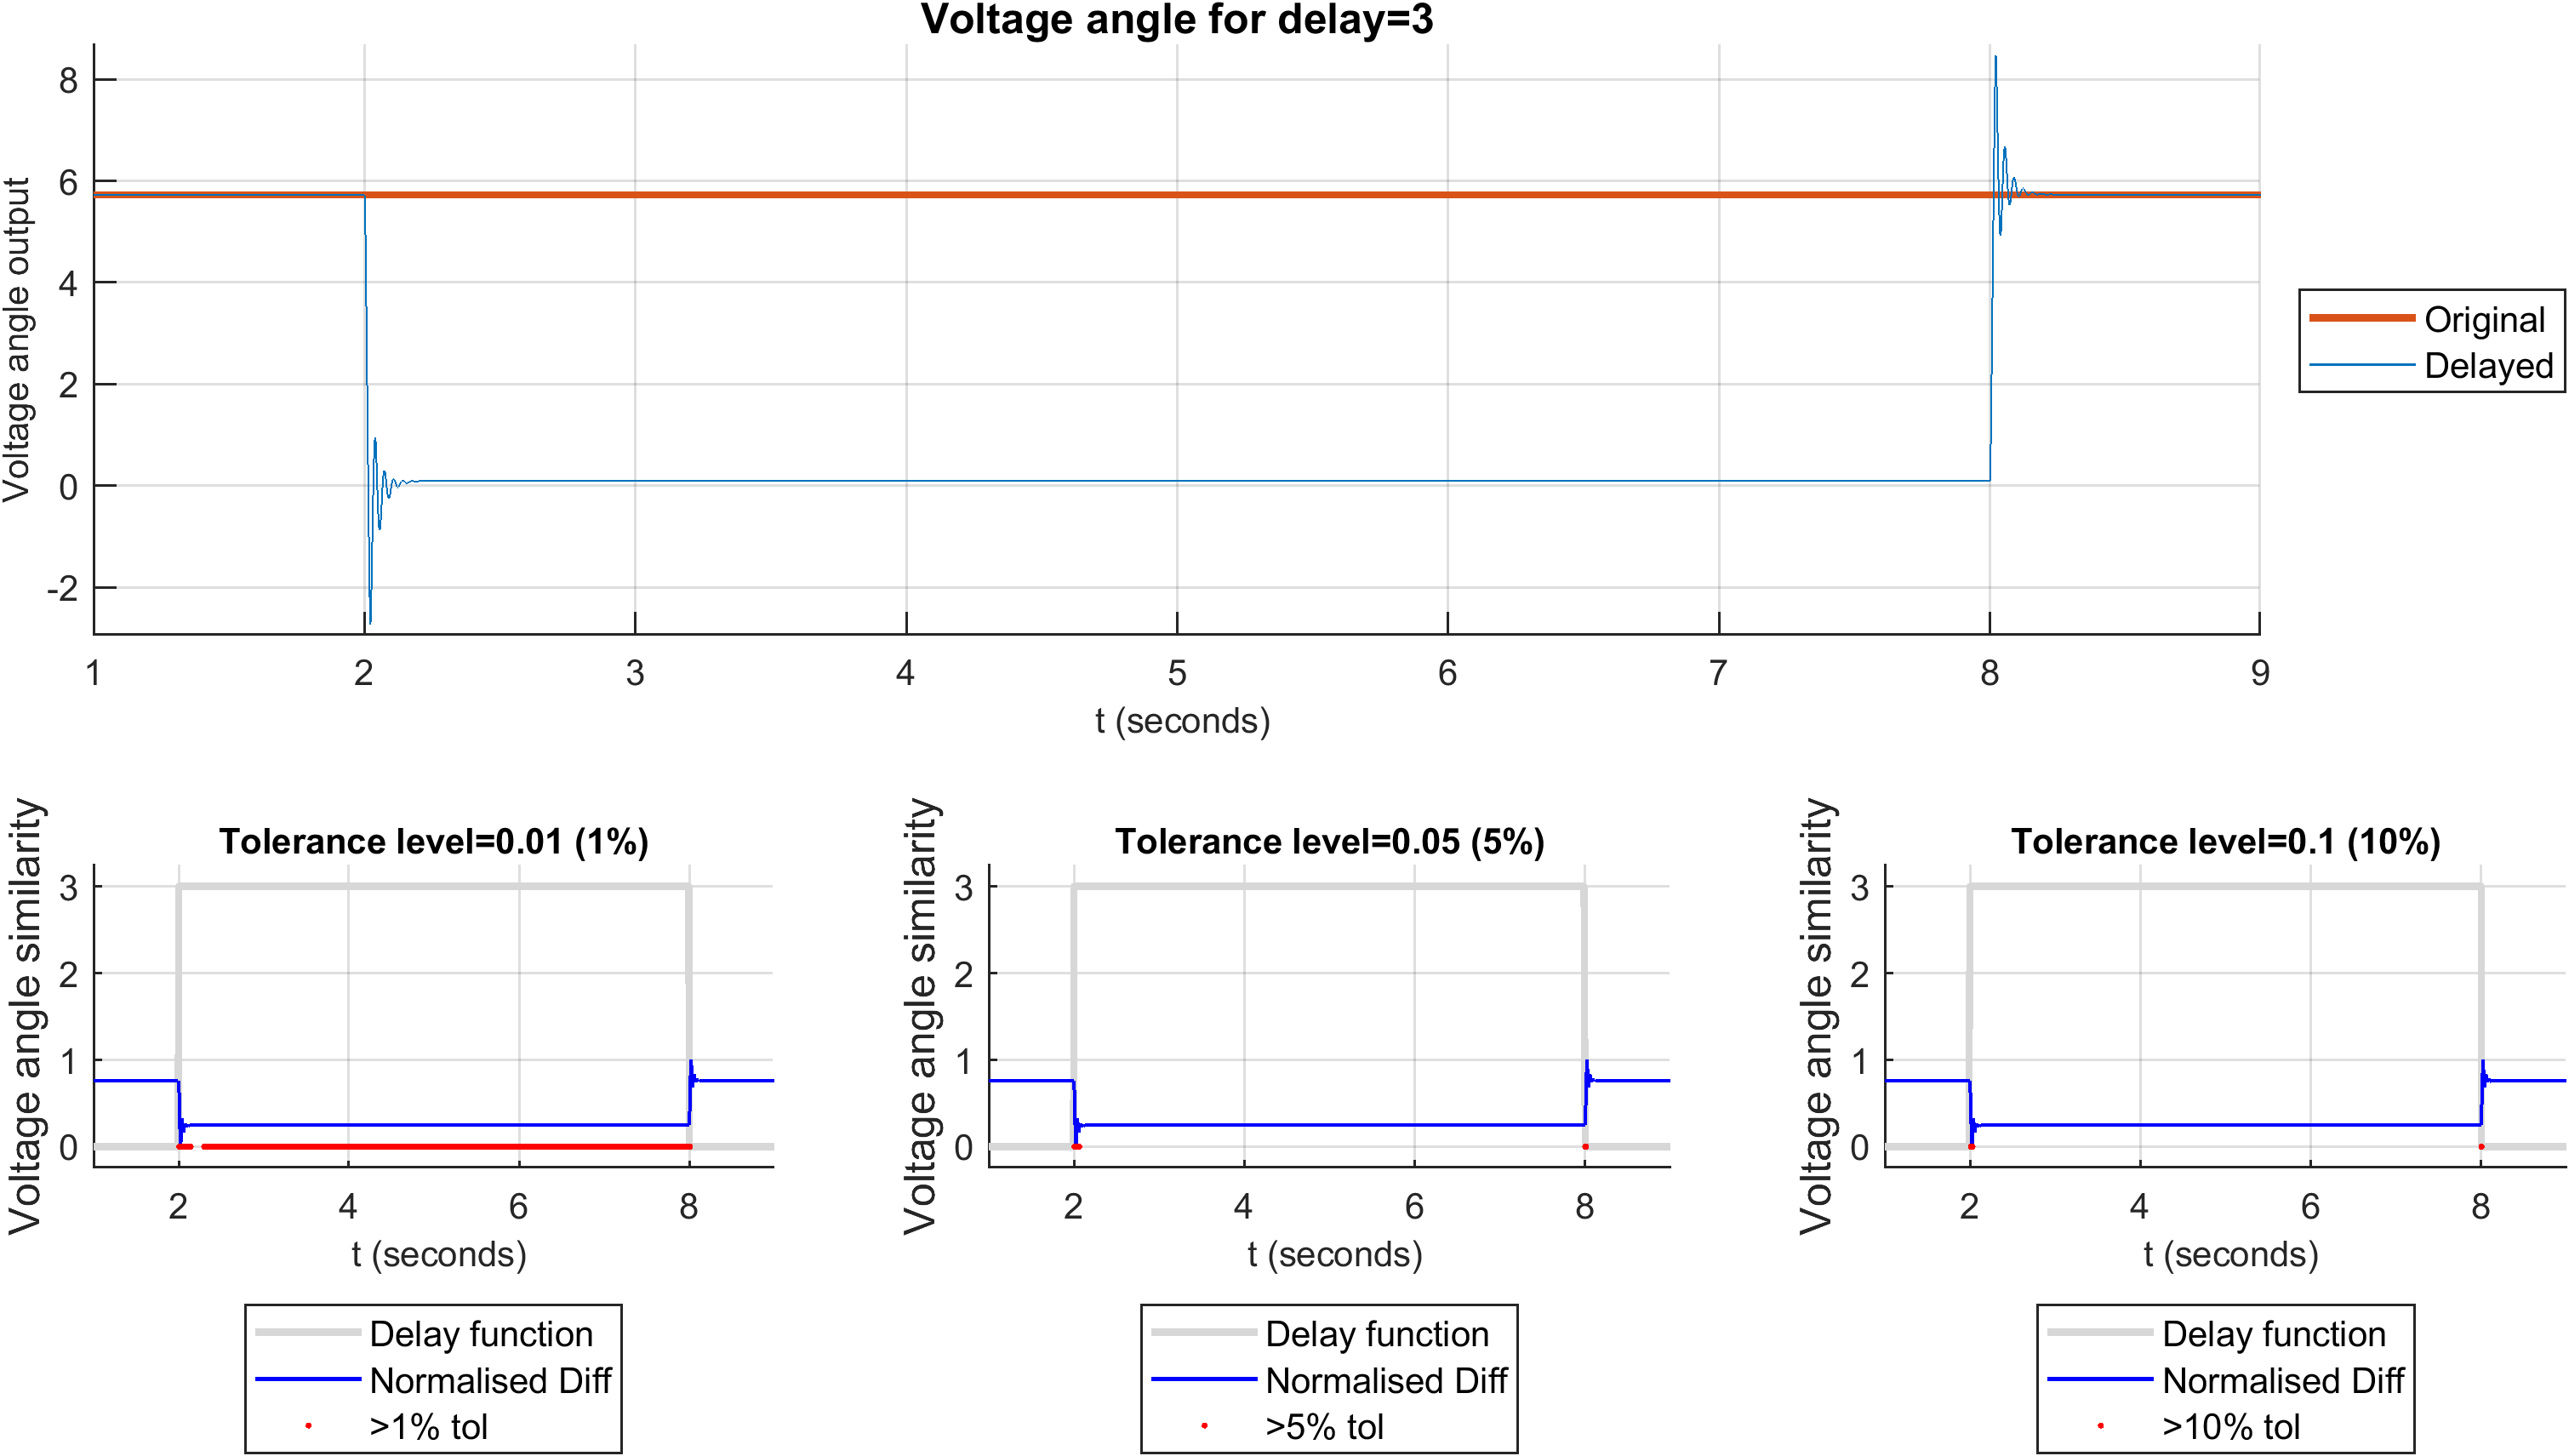 Voltage angle for delay=3
Voltage angle output
8
6
4
2
0
-2
1 2 3 4 5 6 7 8 9
t (seconds)
Original
Delayed
Tolerance level=0.01 (1%)
Voltage angle similarity
3
2
1
0
2 4 6 8
t (seconds)
Delay function
Normalised Diff
>1% tol
Tolerance level=0.05 (5%)
Voltage angle similarity
3
2
1
0
2 4 6 8
t (seconds)
Delay function
Normalised Diff
>5% tol
Tolerance level=0.1 (10%)
Voltage angle similarity
3
2
1
0
2 4 6 8
t (seconds)
Delay function
Normalised Diff
>10% tol